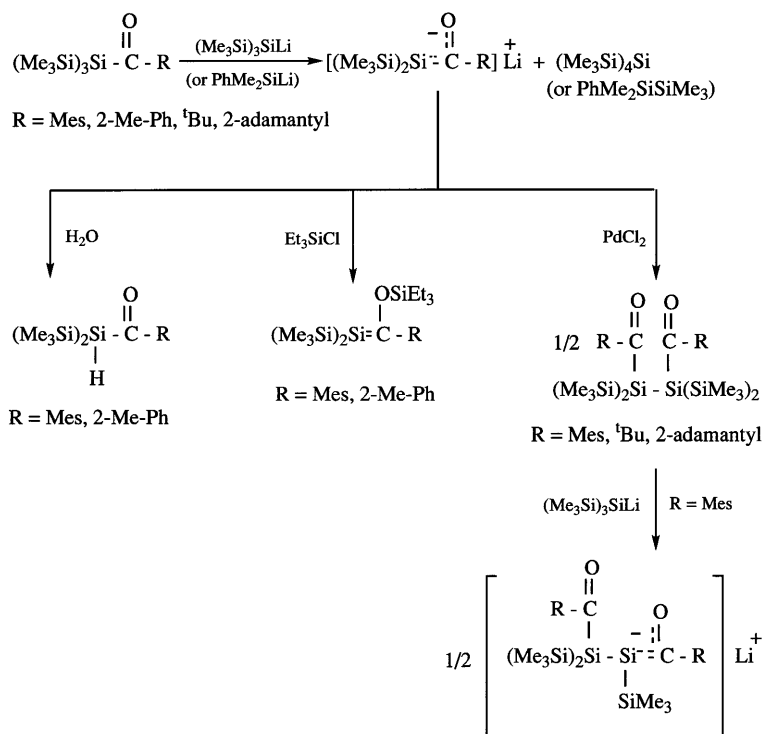 O
(Me3Si)3Si - C - R
(Me3Si)3SiLi
(or PhMe2SiLi)
− O
[(Me3Si)2Si - C - R] Li + + (Me3Si)4Si
(or PhMe2SiSiMe3)
R = Mes, 2-Me-Ph, tBu, 2-adamantyl
H2O
Et3SiCl
PdCl2
O
(Me3Si)2Si - C - R
H
R = Mes, 2-Me-Ph
OSiEt3
(Me3Si)2Si=C - R
R = Mes, 2-Me-Ph
O O
1/2 R - C C - R
(Me3Si)2Si - Si(SiMe3)2
R = Mes, tBu, 2-adamantyl
(Me3Si)3SiLi R = Mes
O
R - C − O
1/2 (Me3Si)2Si - Si - C - R Li +
SiMe3